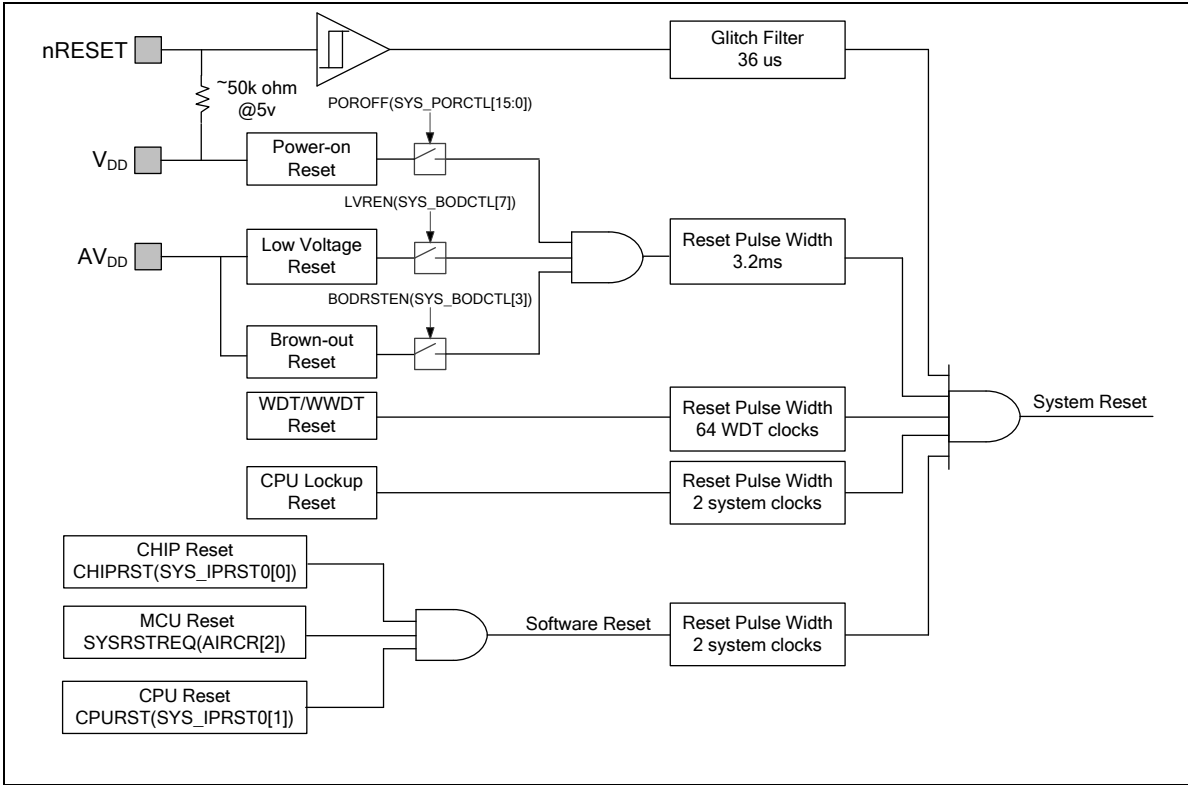 nRESET
Glitch Filter
36 us
~50k ohm
@5v
POROFF(SYS_PORCTL[15:0])
VDD
Power-on
Reset
LVREN(SYS_BODCTL[7])
AVDD
Low Voltage
Reset
Reset Pulse Width
3.2ms
BODRSTEN(SYS_BODCTL[3])
Brown-out
Reset
WDT/WWDT
Reset
Reset Pulse Width
64 WDT clocks
System Reset
CPU Lockup
Reset
Reset Pulse Width
2 system clocks
CHIP Reset
CHIPRST(SYS_IPRST0[0])
MCU Reset
SYSRSTREQ(AIRCR[2])
Software Reset
Reset Pulse Width
2 system clocks
CPU Reset
CPURST(SYS_IPRST0[1])